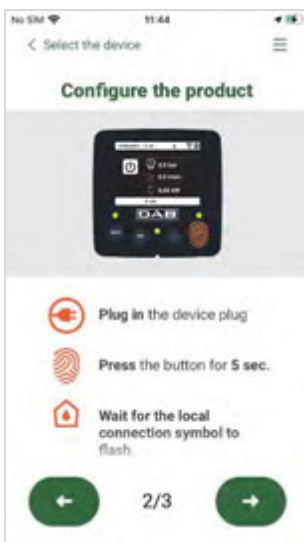 No SIM
11:44
Select the device
Configure the product
DAB
Plug in the device plug
Press the button for 5 sec.
Wait for the local
connection symbol to
flash.
2/3